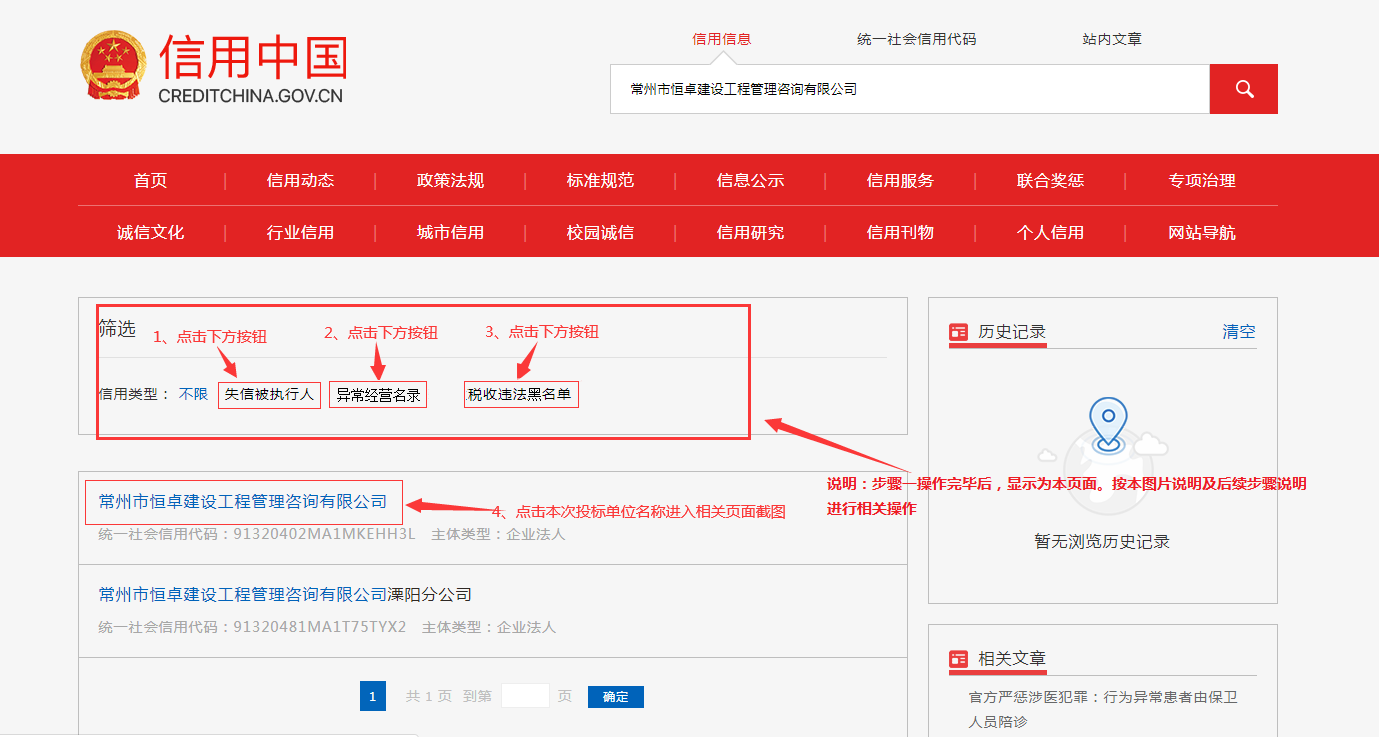 信用中国
CREDITCHINA.GOV.CN
信用信息 统一社会信用代码 站内文章
常州市恒卓建设工程管理咨询有限公司
首页 信用动态 政策法规 标准规范 信息公示 信用服务 联合奖惩 专项治理
诚信文化 行业信用 城市信用 校园诚信 信用研究 信用刊物 个人信用 网站导航
筛选
1、点击下方按钮 2、点击下方按钮 3、点击下方按钮
信用类型: 不限 失信被执行人 异常经营名录 税收违法黑名单
历史记录 清空
说明:步骤一操作完毕后,显示为本页面。按本图片说明及后续步骤说明
进行相关操作
暂无浏览历史记录
常州市恒卓建设工程管理咨询有限公司
4、点击本次投标单位名称进入相关页面截图
统一社会信用代码:91320402MA1MKEHH3L 主体类型:企业法人
常州市恒卓建设工程管理咨询有限公司溧阳分公司
统一社会信用代码:91320481MA1T75TYX2 主体类型:企业法人
1 共 1 页 到第 页 确定
相关文章
官方严惩涉医犯罪:行为异常患者由保卫
人员陪诊